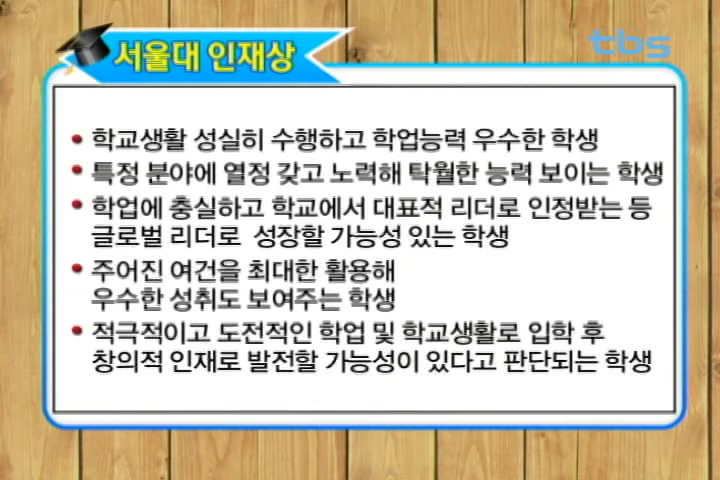 서울대 인재상
tbs
• 학교생활 성실히 수행하고 학업능력 우수한 학생
• 특정 분야에 열정 갖고 노력해 탁월한 능력 보이는 학생
• 학업에 충실하고 학교에서 대표적 리더로 인정받는 등
글로벌 리더로 성장할 가능성 있는 학생
• 주어진 여건을 최대한 활용해
우수한 성취도 보여주는 학생
• 적극적이고 도전적인 학업 및 학교생활로 입학 후
창의적 인재로 발전할 가능성이 있다고 판단되는 학생